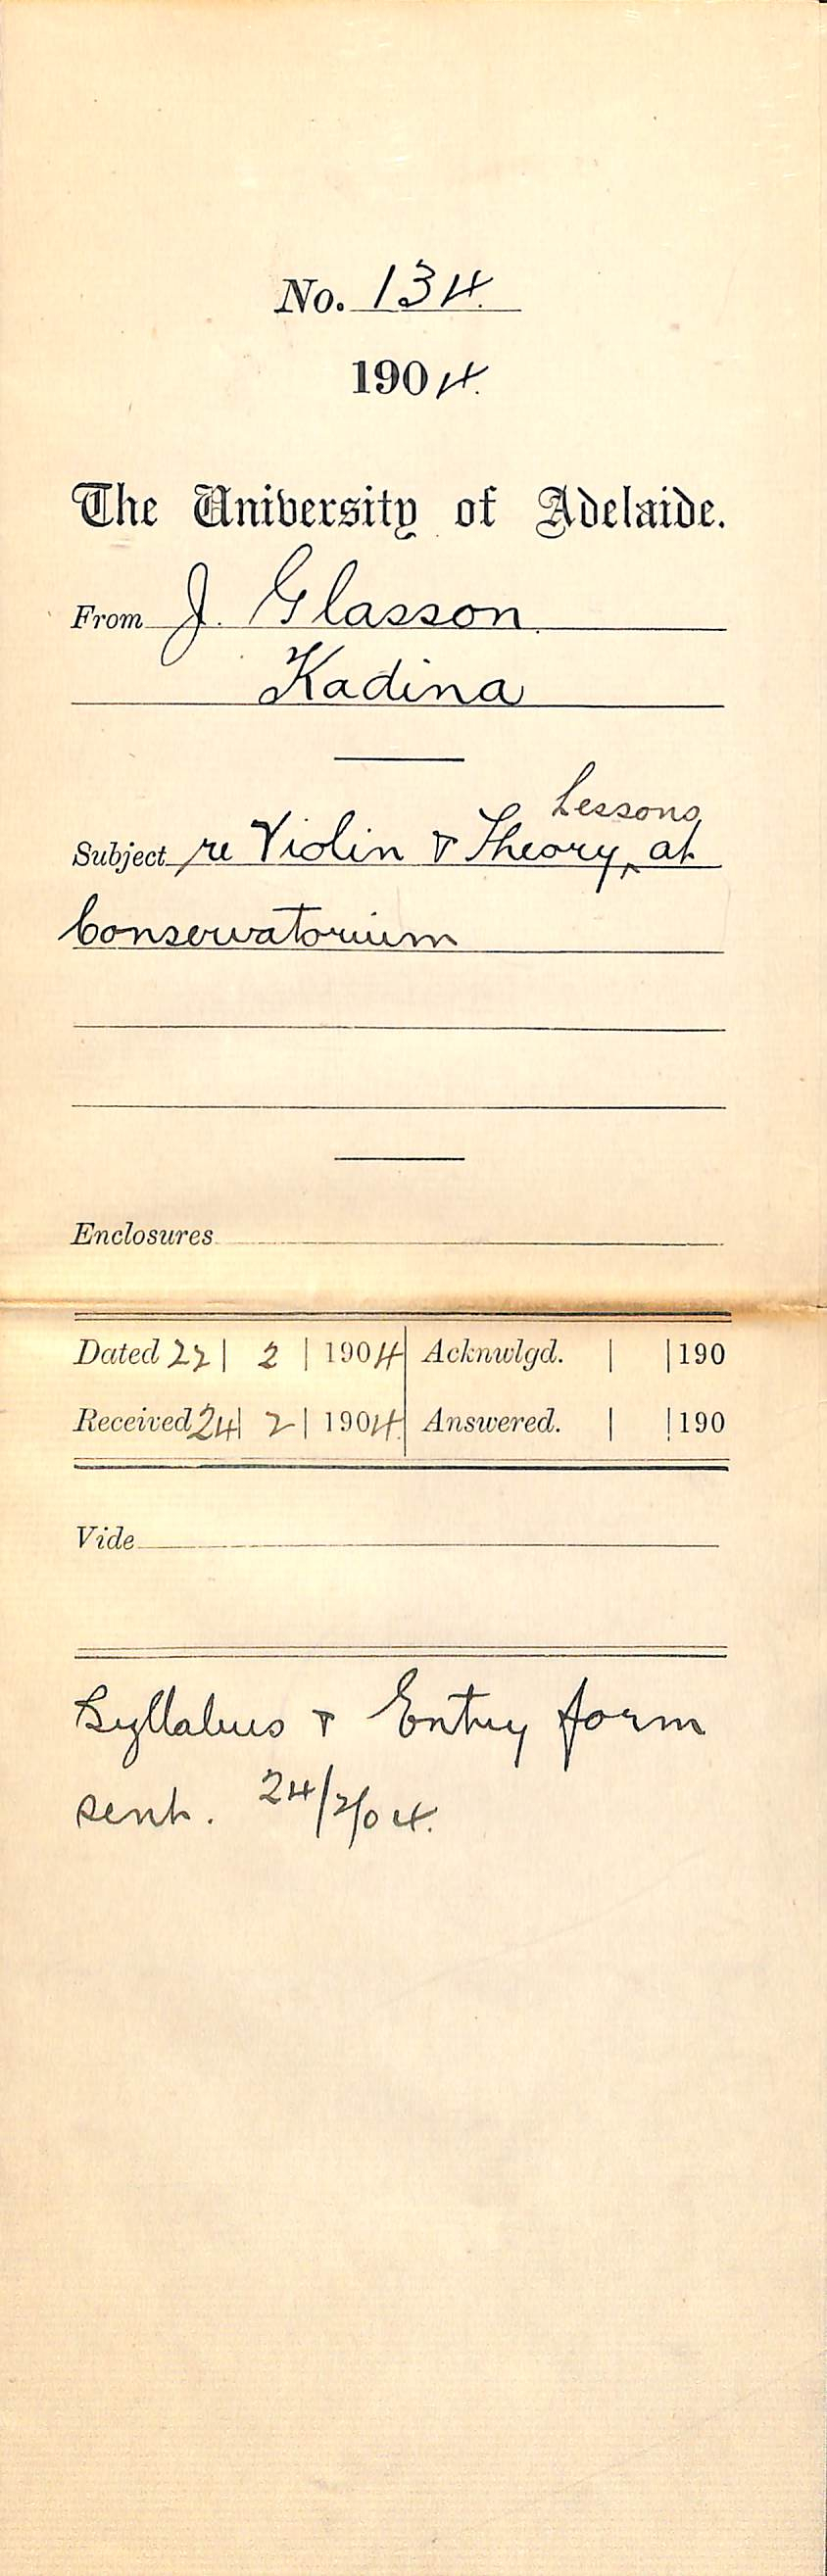 No. 134.
1904.
The University of Adelaide.
From J. Glasson.
Kadina
Lessons
Subject re Violin & Theory ‸ at
Conservatorium
Enclosures
Dated 22 | 2 | 1904 Acknwlgd. | | 190
Received 24 | 2 | 1904. Answered. | | 190
Vide
Syllabus & Entry form
sent. 24/2/04.